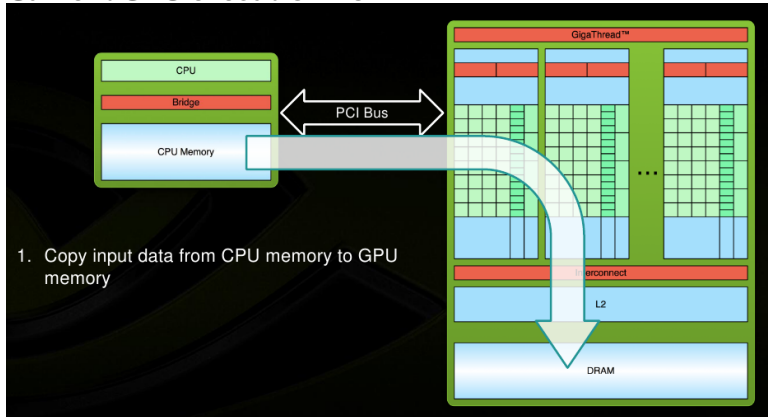 GigaThread™
CPU
Bridge
PCI Bus
CPU Memory
...
1. Copy input data from CPU memory to GPU
memory
Interconnect
L2
DRAM